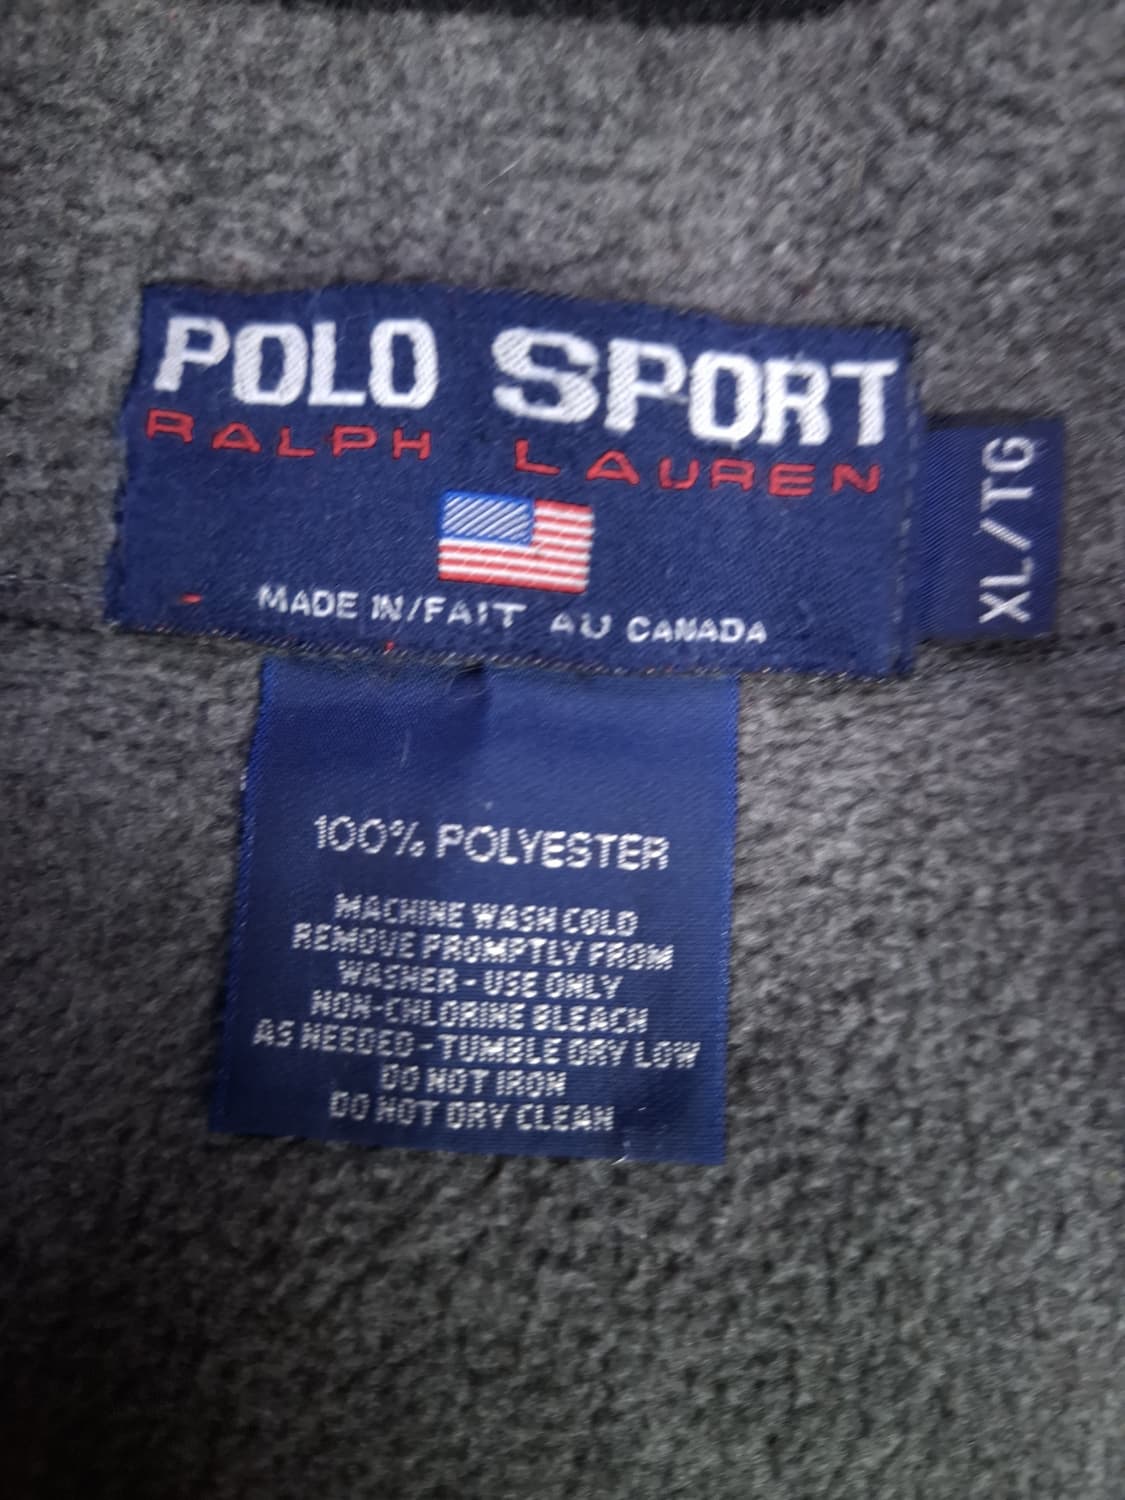 POLO SPORT
RALPH LAUREN
MADE IN/FAIT AU CANADA
XL/TG
100% POLYESTER
MACHINE WASH COLD
REMOVE PROMPTLY FROM
WASHER - USE ONLY
NON-CHLORINE BLEACH
AS NEEDED - TUMBLE DRY LOW
DO NOT IRON
DO NOT DRY CLEAN